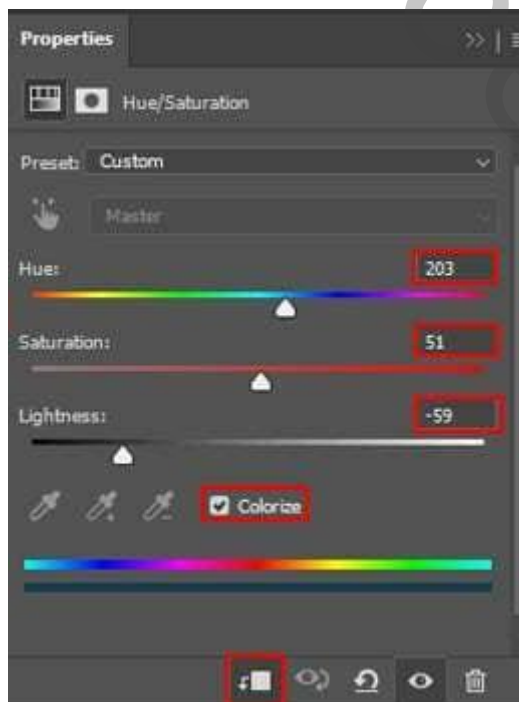 Properties
Hue/Saturation
Preset: Custom
Master
Hue: 203
Saturation: 51
Lightness: -59
Colorize